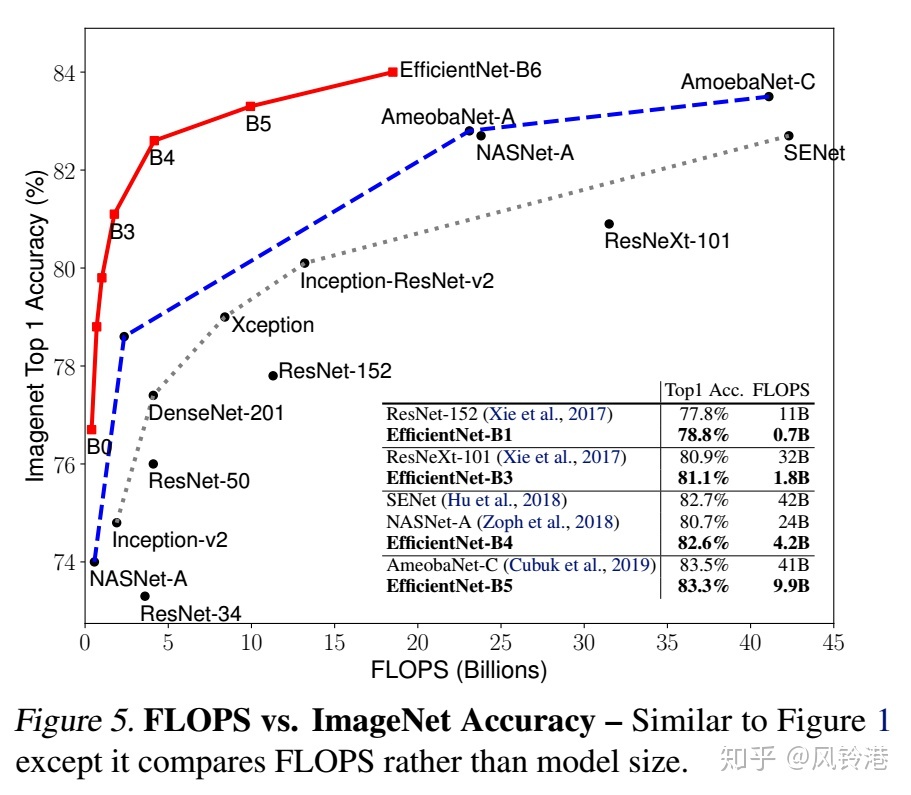 84
82
80
78
76
74
Imagenet Top 1 Accuracy (%)
EfficientNet-B6
AmoebaNet-C
AmeobaNet-A
B5
B4
NASNet-A
SENet
B3
ResNeXt-101
Inception-ResNet-v2
Xception
ResNet-152
DenseNet-201
B0
ResNet-50
Inception-v2
NASNet-A
ResNet-34
Top1 Acc. FLOPS
ResNet-152 (Xie et al., 2017) 77.8% 11B
EfficientNet-B1 78.8% 0.7B
ResNeXt-101 (Xie et al., 2017) 80.9% 32B
EfficientNet-B3 81.1% 1.8B
SENet (Hu et al., 2018) 82.7% 42B
NASNet-A (Zoph et al., 2018) 80.7% 24B
EfficientNet-B4 82.6% 4.2B
AmeobaNet-C (Cubuk et al., 2019) 83.5% 41B
EfficientNet-B5 83.3% 9.9B
0 5 10 15 20 25 30 35 40 45
FLOPS (Billions)
Figure 5. FLOPS vs. ImageNet Accuracy – Similar to Figure 1
except it compares FLOPS rather than model size.
知乎 @风铃港